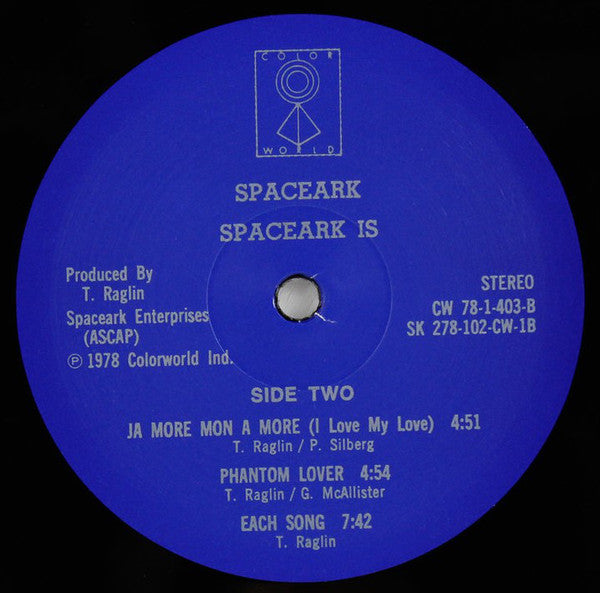 COLOR
WORLD
SPACEARK
SPACEARK IS
Produced By
T. Raglin
Spaceark Enterprises
(ASCAP)
Ⓟ 1978 Colorworld Ind.
STEREO
CW 78-1-403-B
SK 278-102-CW-1B
SIDE TWO
JA MORE MON A MORE (I Love My Love) 4:51
T. Raglin / P. Silberg
PHANTOM LOVER 4:54
T. Raglin / G. McAllister
EACH SONG 7:42
T. Raglin